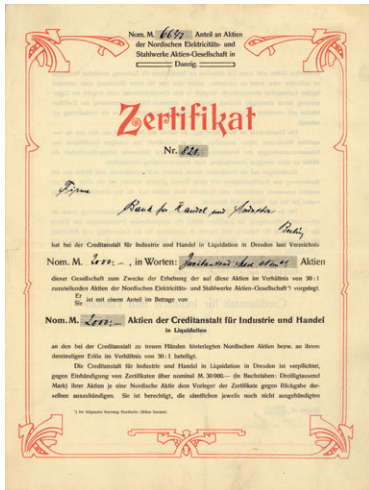 Nom. M. Anteil an Aktien
der Nordischen Elektricitäts- und
Stahlwerke Aktien-Gesellschaft in
Danzig.
Zertifikat
Nr. 820.
Firma
Bank für Handel und Industrie
Berlin
hat bei der Creditanstalt für Industrie und Handel in Liquidation in Dresden laut Verzeichnis
Nom. M. 2000.–, in Worten: Aktien
dieser Gesellschaft zum Zwecke der Erhebung der auf diese Aktien im Verhältnis von 30:1
zustehenden Aktien der Nordischen Elektricitäts- und Stahlwerke Aktien-Gesellschaft*) vorgelegt.
Er
Sie ist mit einem Anteil im Betrage von
Nom. M. 2000.– Aktien der Creditanstalt für Industrie und Handel
in Liquidation
an den bei der Creditanstalt zu treuen Händen hinterlegten Nordischen Aktien bezw. an ihrem
dereinstigen Erlös im Verhältnis von 30:1 beteiligt.
Die Creditanstalt für Industrie und Handel in Liquidation in Dresden ist verpflichtet,
gegen Einhändigung von Zertifikaten über nominal M. 30 000.— (in Buchstaben: Dreißigtausend
Mark) ihrer Aktien je eine Nordische Aktie dem Vorleger der Zertifikate gegen Rückgabe der-
selben auszuhändigen. Sie ist berechtigt, die sämtlichen jeweils noch nicht ausgehändigten
*) Im folgenden kurzweg Nordische Aktien benannt.